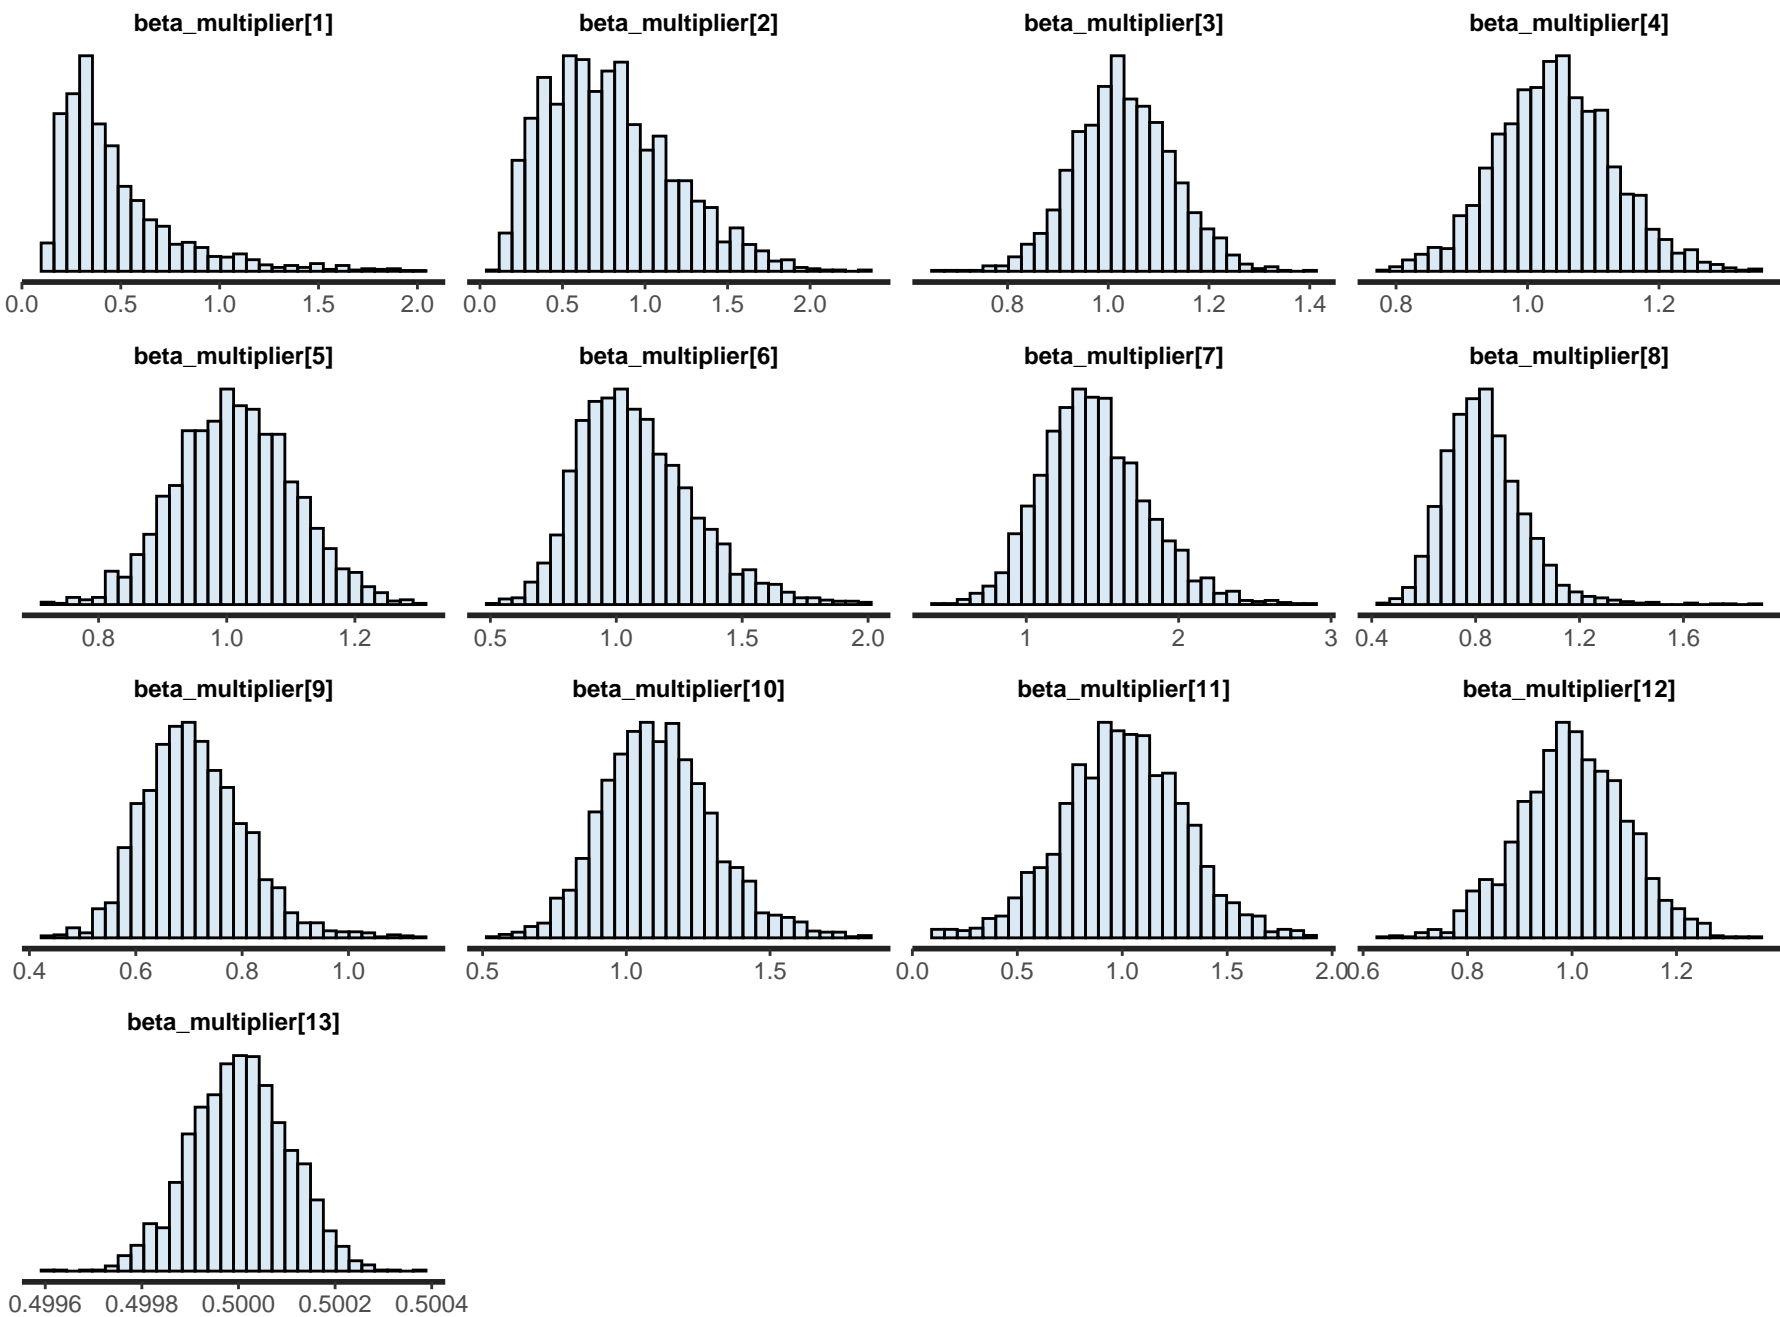 beta_multiplier[1] beta_multiplier[2] beta_multiplier[3] beta_multiplier[4]
0.0 0.5 1.0 1.5 2.0 0.0 0.5 1.0 1.5 2.0 0.8 1.0 1.2 1.4 0.8 1.0 1.2
beta_multiplier[5] beta_multiplier[6] beta_multiplier[7] beta_multiplier[8]
0.8 1.0 1.2 0.5 1.0 1.5 2.0 1 2 3 0.4 0.8 1.2 1.6
beta_multiplier[9] beta_multiplier[10] beta_multiplier[11] beta_multiplier[12]
0.4 0.6 0.8 1.0 0.5 1.0 1.5 0.0 0.5 1.0 1.5 2.0 0.6 0.8 1.0 1.2
beta_multiplier[13]
0.4996 0.4998 0.5000 0.5002 0.5004